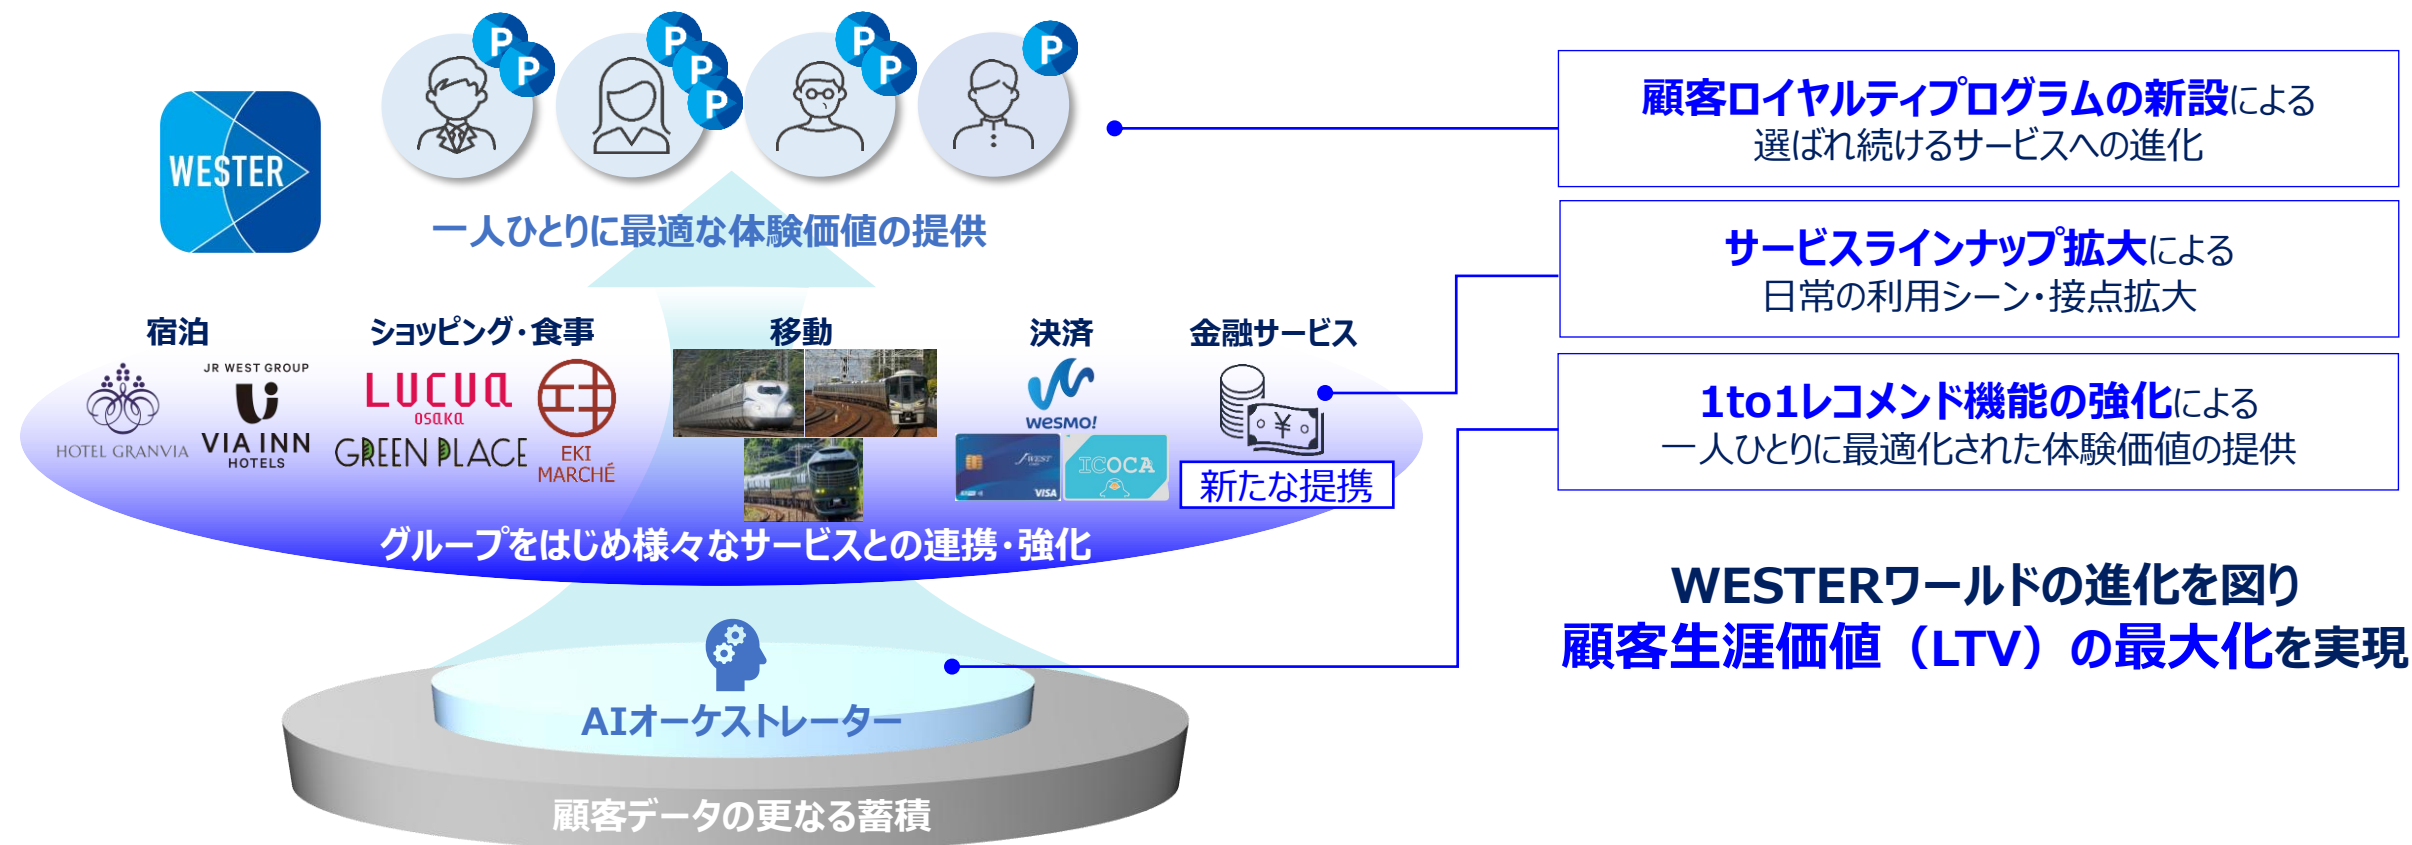 P
P
P
P
P
P
P
P
WESTER
一人ひとりに最適な体験価値の提供
宿泊
ショッピング・食事
移動
決済
金融サービス
HOTEL GRANVIA
JR WEST GROUP
VIA INN
HOTELS
LUCUA
OSAKA
GREEN PLACE
EKI
MARCHÉ
WESMO!
J-WEST
VISA
ICOCA
¥
新たな提携
グループをはじめ様々なサービスとの連携・強化
AIオーケストレーター
顧客データの更なる蓄積
顧客ロイヤルティプログラムの新設による
選ばれ続けるサービスへの進化
サービスラインナップ拡大による
日常の利用シーン・接点拡大
1to1レコメンド機能の強化による
一人ひとりに最適化された体験価値の提供
WESTERワールドの進化を図り
顧客生涯価値（LTV）の最大化を実現